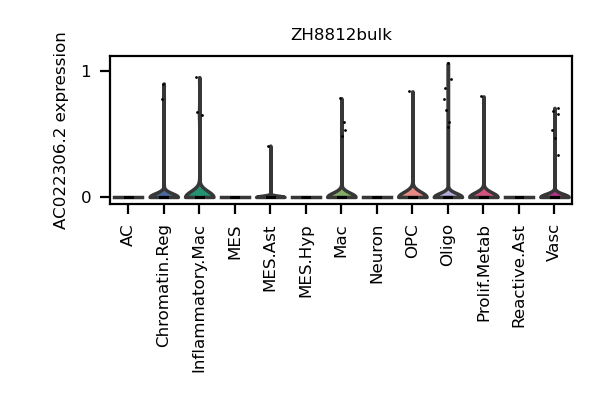 ZH8812bulk
AC022306.2 expression
1
0
AC
Chromatin.Reg
Inflammatory.Mac
MES
MES.Ast
MES.Hyp
Mac
Neuron
OPC
Oligo
Prolif.Metab
Reactive.Ast
Vasc